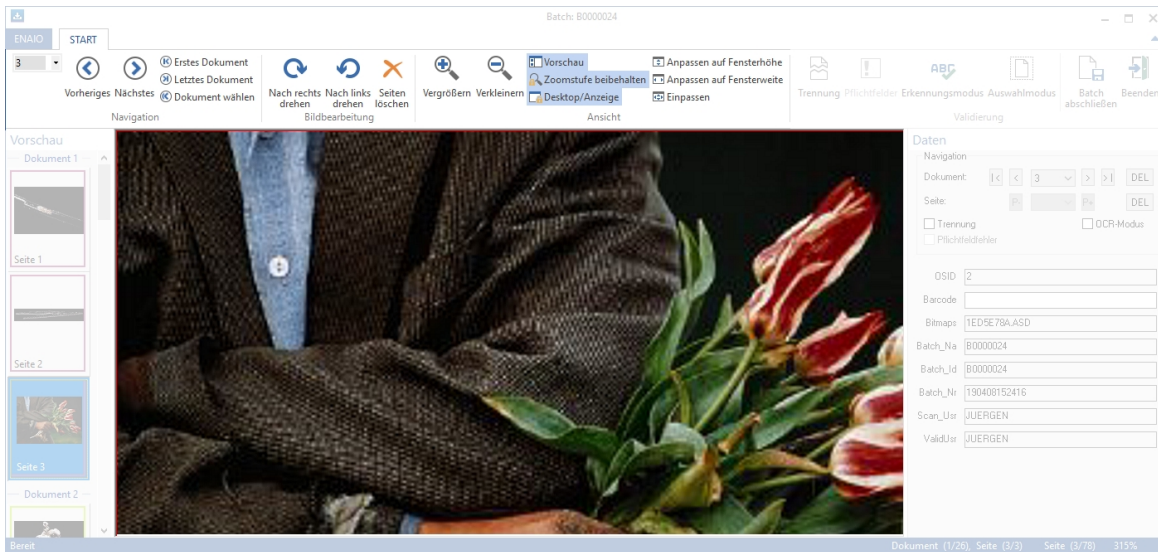 Batch: B0000024
ENAIO START
3
Vorheriges Nächstes
Erstes Dokument
Letztes Dokument
Dokument wählen
Navigation
Nach rechts drehen
Nach links drehen
Seiten löschen
Bildbearbeitung
Vergrößern Verkleinern
Vorschau
Zoomstufe beibehalten
Desktop/Anzeige
Anpassen auf Fensterhöhe
Anpassen auf Fensterweite
Einpassen
Ansicht
Trennung Pflichtfelder Erkennungsmodus Auswahlmodus
Batch abschließen
Beenden
Validierung
Vorschau
Dokument 1
Seite 1
Seite 2
Seite 3
Dokument 2
Daten
Navigation
Dokument: |< < 3 > >| DEL
Seite: P- P+ DEL
Trennung OCR-Modus
Pflichtfeldfehler
OSID 2
Barcode
Bitmaps 1ED5E78A.ASD
Batch_Na B0000024
Batch_Id B0000024
Batch_Nr 190408152416
Scan_Usr JUERGEN
ValidUsr JUERGEN
Bereit
Dokument (1/26), Seite (3/3) Seite (3/78) 315%